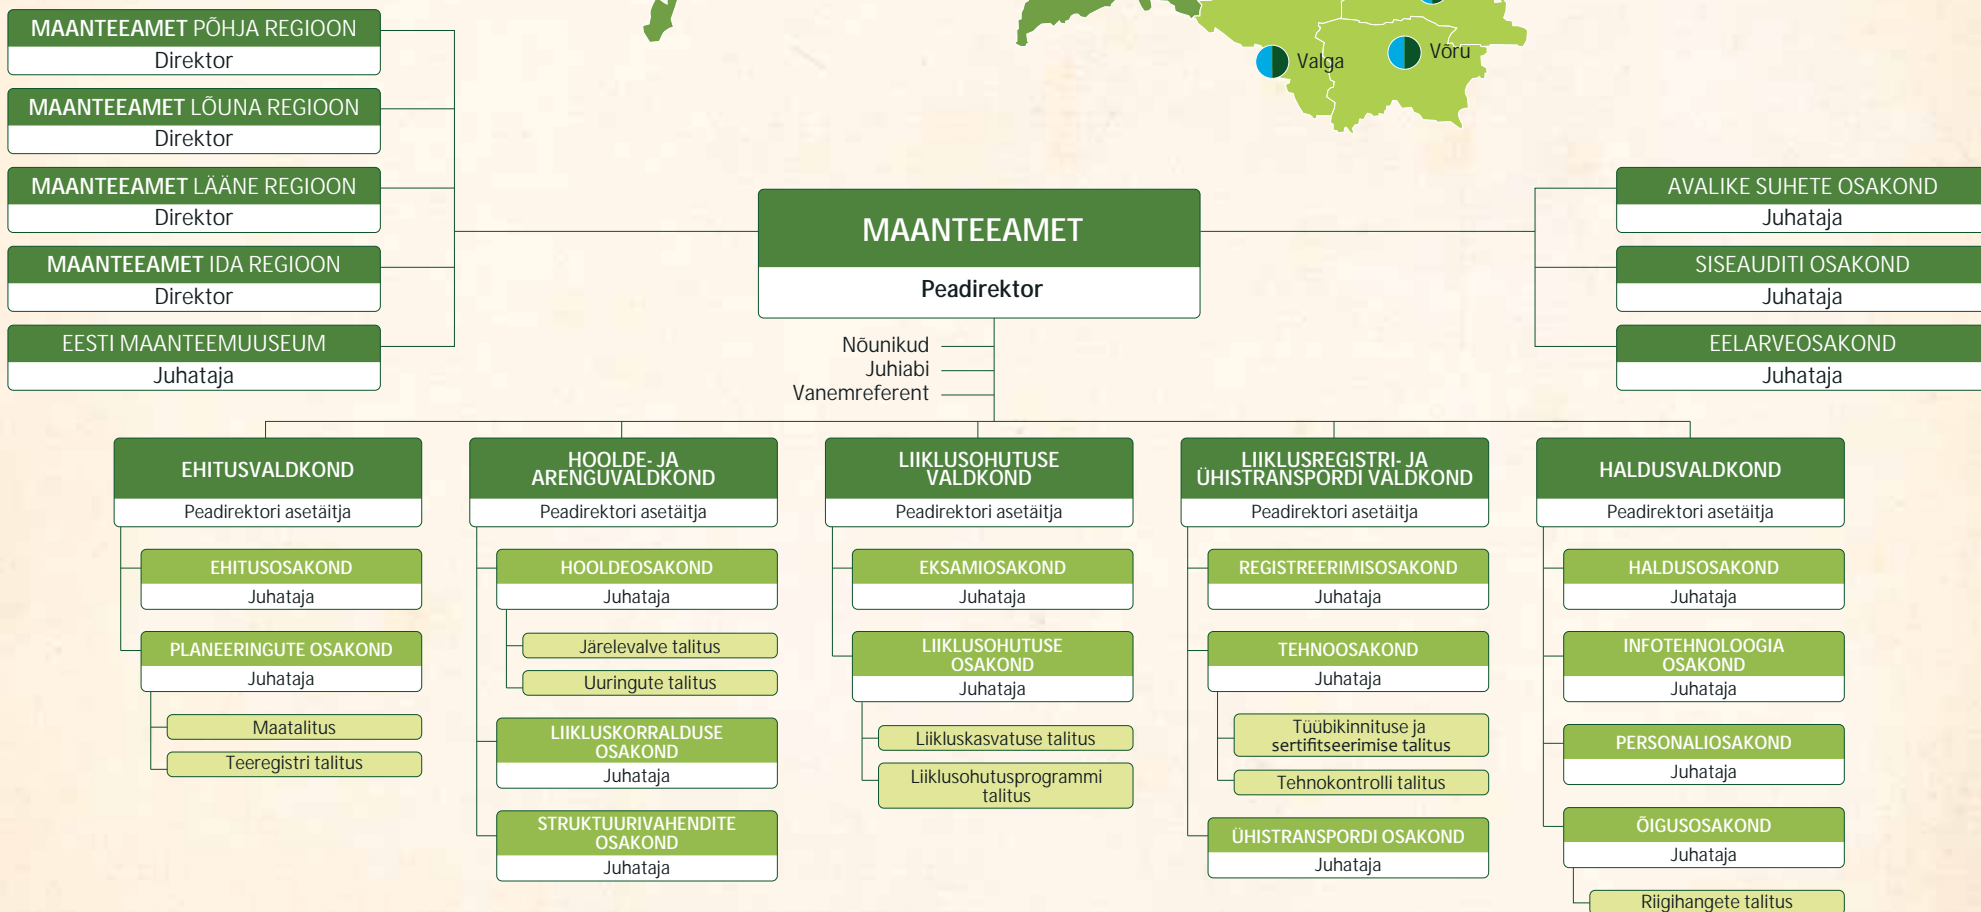 Valga
Võru
MAANTEEAMET PÕHJA REGIOON
Direktor
MAANTEEAMET LÕUNA REGIOON
Direktor
MAANTEEAMET LÄÄNE REGIOON
Direktor
MAANTEEAMET IDA REGIOON
Direktor
EESTI MAANTEEMUUSEUM
Juhataja
MAANTEEAMET
Peadirektor
Nõunikud
Juhiabi
Vanemreferent
AVALIKE SUHETE OSAKOND
Juhataja
SISEAUDITI OSAKOND
Juhataja
EELARVEOSAKOND
Juhataja
EHITUSVALDKOND
Peadirektori asetäitja
EHITUSOSAKOND
Juhataja
PLANEERINGUTE OSAKOND
Juhataja
Maatalitus
Teeregistri talitus
HOOLDE- JA
ARENGUVALDKOND
Peadirektori asetäitja
HOOLDEOSAKOND
Juhataja
Järelevalve talitus
Uuringute talitus
LIIKLUSKORRALDUSE
OSAKOND
Juhataja
STRUKTUURIVAHENDITE
OSAKOND
Juhataja
LIIKLUSOHUTUSE
VALDKOND
Peadirektori asetäitja
EKSAMIOSAKOND
Juhataja
LIIKLUSOHUTUSE
OSAKOND
Juhataja
Liikluskasvatuse talitus
Liiklusohutusprogrammi
talitus
LIIKLUSREGISTRI- JA
ÜHISTRANSPORDI VALDKOND
Peadirektori asetäitja
REGISTREERIMISOSAKOND
Juhataja
TEHNOOSAKOND
Juhataja
Tüübikinnituse ja
sertifitseerimise talitus
Tehnokontrolli talitus
ÜHISTRANSPORDI OSAKOND
Juhataja
HALDUSVALDKOND
Peadirektori asetäitja
HALDUSOSAKOND
Juhataja
INFOTEHNOLOOGIA
OSAKOND
Juhataja
PERSONALIOSAKOND
Juhataja
ÕIGUSOSAKOND
Juhataja
Riigihangete talitus